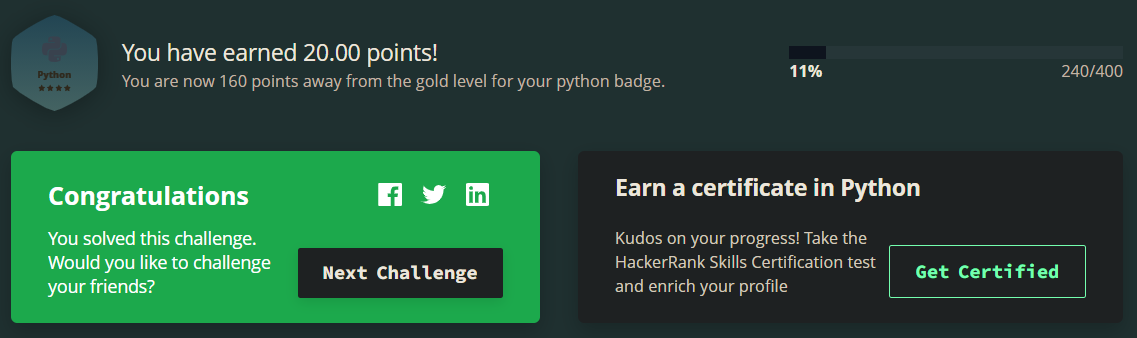 Python
You have earned 20.00 points!
You are now 160 points away from the gold level for your python badge.
11%
240/400
Congratulations
You solved this challenge.
Would you like to challenge
your friends?
Next Challenge
Earn a certificate in Python
Kudos on your progress! Take the
HackerRank Skills Certification test
and enrich your profile
Get Certified